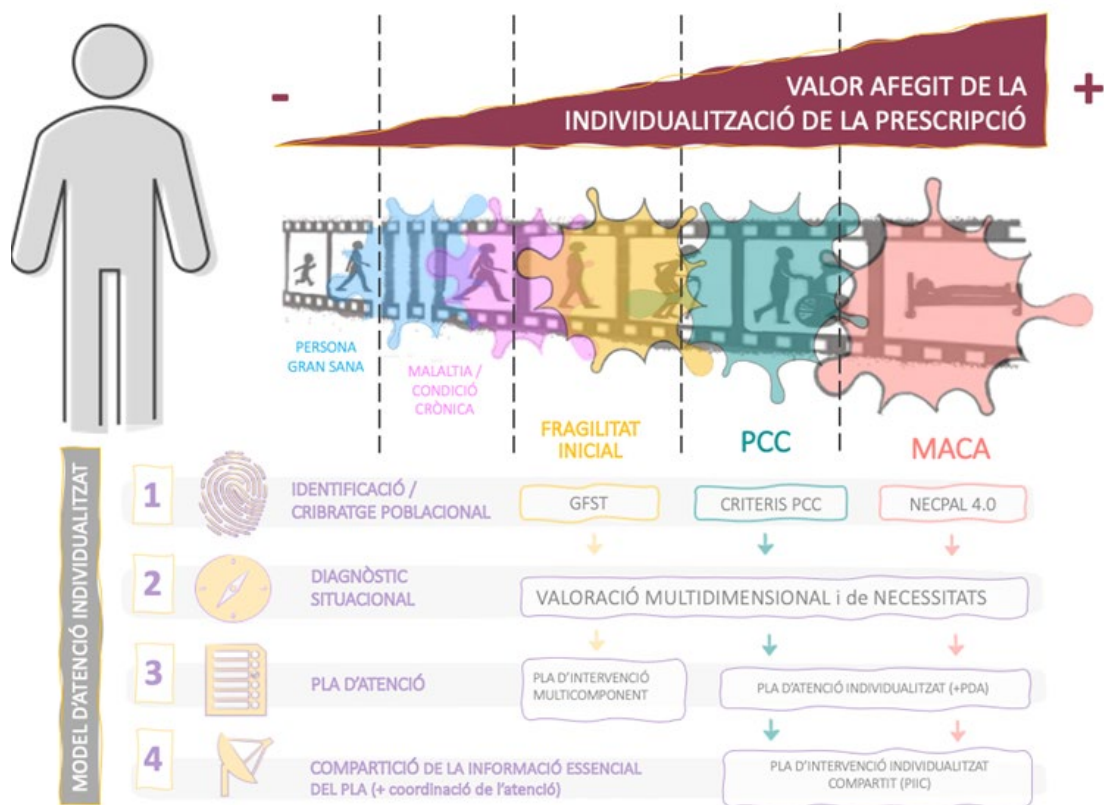 -
+
VALOR AFEGIT DE LA
INDIVIDUALITZACIÓ DE LA PRESCRIPCIÓ
PERSONA
GRAN SANA
MALALTIA /
CONDICIÓ
CRÒNICA
FRAGILITAT
INICIAL
PCC
MACA
MODEL D'ATENCIÓ INDIVIDUALITZAT
1
IDENTIFICACIÓ /
CRIBRATGE POBLACIONAL
GFST
CRITERIS PCC
NECPAL 4.0
2
DIAGNÒSTIC
SITUACIONAL
VALORACIÓ MULTIDIMENSIONAL i de NECESSITATS
3
PLA D'ATENCIÓ
PLA D'INTERVENCIÓ
MULTICOMPONENT
PLA D'ATENCIÓ INDIVIDUALITZAT (+PDA)
4
COMPARTICIÓ DE LA INFORMACIÓ ESSENCIAL
DEL PLA (+ coordinació de l'atenció)
PLA D'INTERVENCIÓ INDIVIDUALITZAT
COMPARTIT (PIIC)